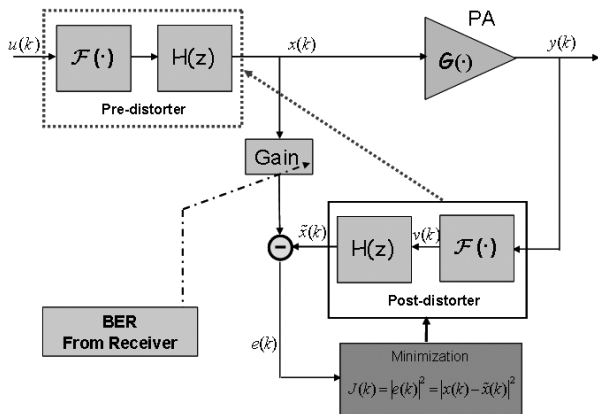 PA
u(k)
ℱ(·)
H(z)
x(k)
G(·)
y(k)
Pre-distorter
Gain
x̃(k)
H(z)
v(k)
ℱ(·)
Post-distorter
BER
From Receiver
e(k)
Minimization
J(k) = |e(k)|² = |x(k) − x̃(k)|²